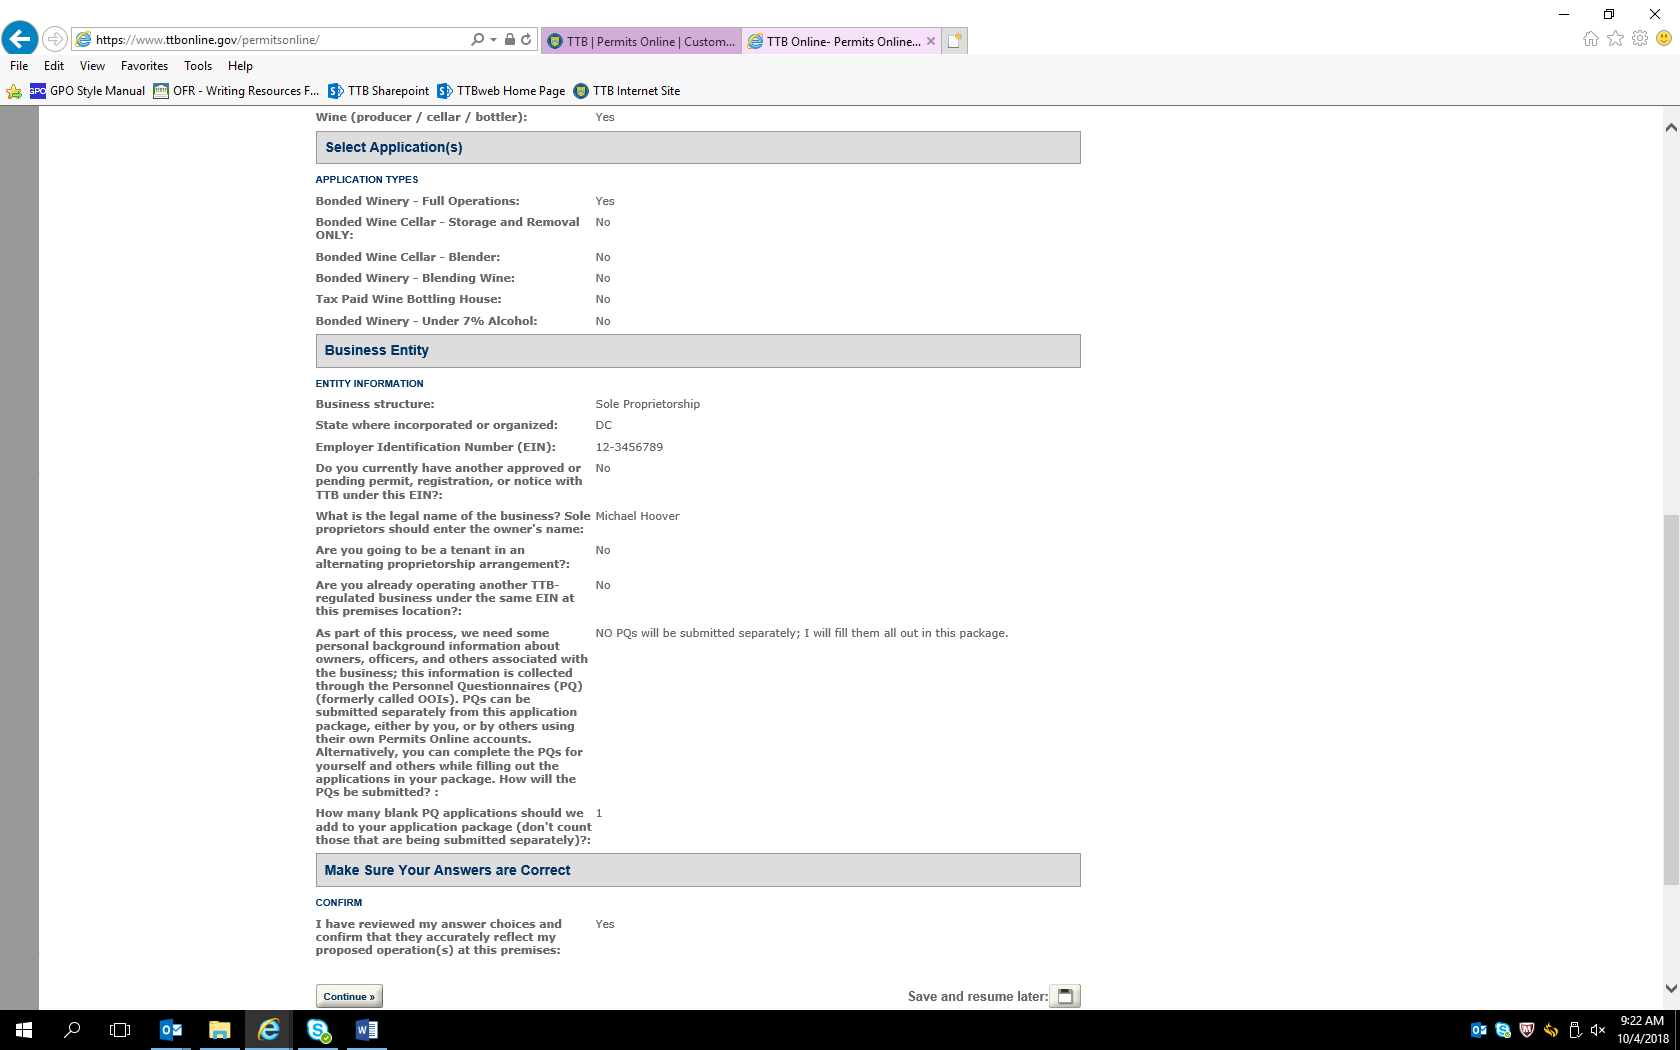 https://www.ttbonline.gov/permitsonline/
TTB | Permits Online | Custom...
TTB Online- Permits Online...
File Edit View Favorites Tools Help
GPO GPO Style Manual OFR - Writing Resources F... TTB Sharepoint TTBweb Home Page TTB Internet Site
Wine (producer / cellar / bottler): Yes
Select Application(s)
APPLICATION TYPES
Bonded Winery - Full Operations: Yes
Bonded Wine Cellar - Storage and Removal No
ONLY:
Bonded Wine Cellar - Blender: No
Bonded Winery - Blending Wine: No
Tax Paid Wine Bottling House: No
Bonded Winery - Under 7% Alcohol: No
Business Entity
ENTITY INFORMATION
Business structure: Sole Proprietorship
State where incorporated or organized: DC
Employer Identification Number (EIN): 12-3456789
Do you currently have another approved or No
pending permit, registration, or notice with
TTB under this EIN?:
What is the legal name of the business? Sole Michael Hoover
proprietors should enter the owner's name:
Are you going to be a tenant in an No
alternating proprietorship arrangement?:
Are you already operating another TTB- No
regulated business under the same EIN at
this premises location?:
As part of this process, we need some NO PQs will be submitted separately; I will fill them all out in this package.
personal background information about
owners, officers, and others associated with
the business; this information is collected
through the Personnel Questionnaires (PQ)
(formerly called OOIs). PQs can be
submitted separately from this application
package, either by you, or by others using
their own Permits Online accounts.
Alternatively, you can complete the PQs for
yourself and others while filling out the
applications in your package. How will the
PQs be submitted? :
How many blank PQ applications should we 1
add to your application package (don't count
those that are being submitted separately)?:
Make Sure Your Answers are Correct
CONFIRM
I have reviewed my answer choices and Yes
confirm that they accurately reflect my
proposed operation(s) at this premises:
Continue »
Save and resume later:
9:22 AM
10/4/2018